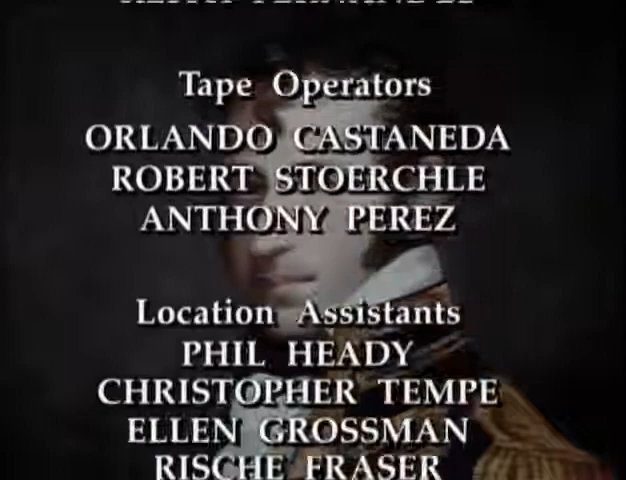 Tape Operators
ORLANDO CASTANEDA
ROBERT STOERCHLE
ANTHONY PEREZ
Location Assistants
PHIL HEADY
CHRISTOPHER TEMPE
ELLEN GROSSMAN
RISCHE FRASER